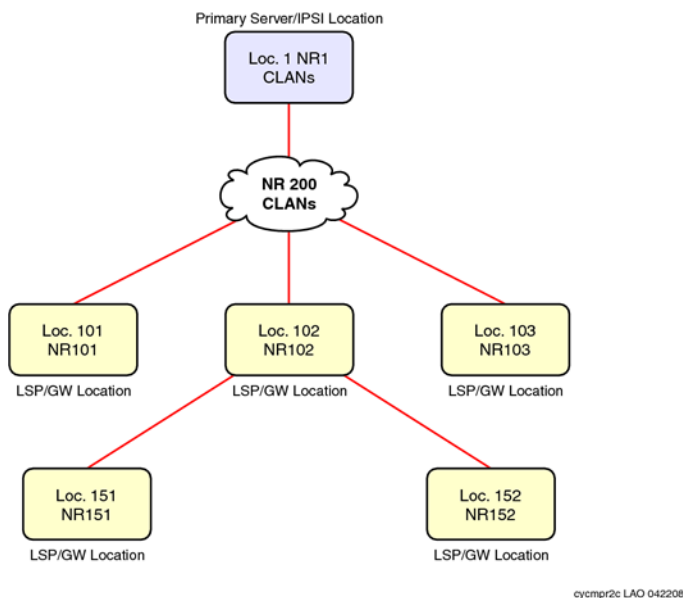 Primary Server/IPSI Location
Loc. 1 NR1
CLANs
NR 200
CLANs
Loc. 101
NR101
Loc. 102
NR102
Loc. 103
NR103
LSP/GW Location
LSP/GW Location
LSP/GW Location
Loc. 151
NR151
Loc. 152
NR152
LSP/GW Location
LSP/GW Location
cycmpr2c LAO 042208